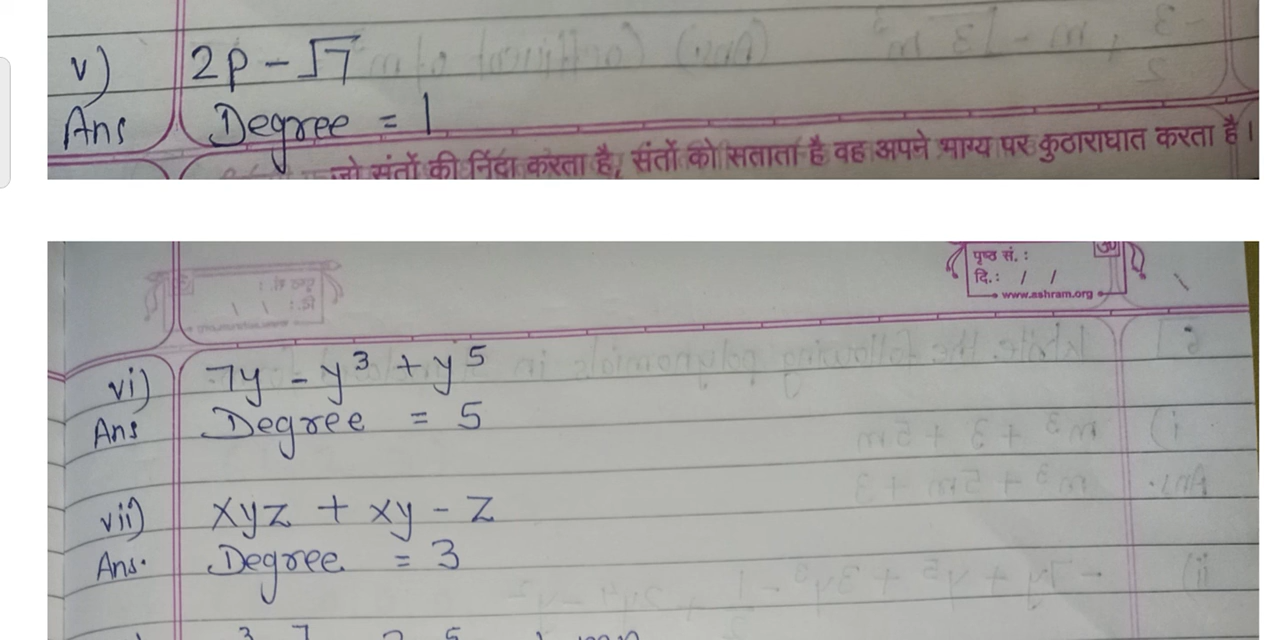 v) 2p - √7
Ans Degree = 1
जो संतों की निंदा करता है, संतों को सताता है वह अपने भाग्य पर कुठाराघात करता है।
पृष्ठ सं. :
दि.: / /
www.ashram.org
vi) 7y - y³ + y⁵
Ans Degree = 5
vii) xyz + xy - z
Ans. Degree = 3